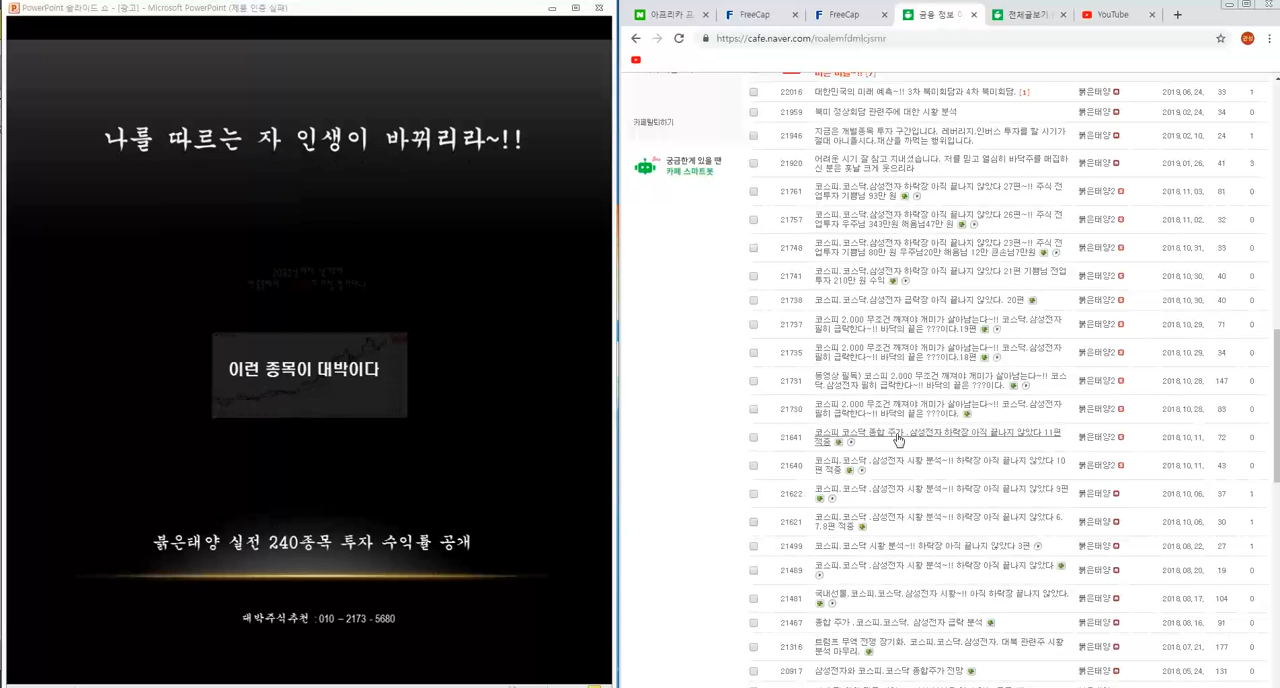 PowerPoint 슬라이드 쇼 - [광고] - Microsoft PowerPoint (제품 인증 실패)
나를 따르는 자 인생이 바뀌리라~!!
이런 종목이 대박이다
붉은태양 실전 240종목 투자 수익률 공개
대박주식추천 : 010 – 2173 - 5680
아프리카 프 FreeCap FreeCap 금융 정보 전체글보기 YouTube
https://cafe.naver.com/roalemfdmlcjsmr
카페탈퇴하기
궁금한게 있을 땐
카페 스마트봇
22016 대한민국의 미래 예측~!! 3차 북미회담과 4차 북미회담. [1] 붉은태양 2019.06.24. 33 1
21959 북미 정상회담 관련주에 대한 시황 분석 붉은태양 2019.02.24. 34 0
21946 지금은 개별종목 투자 구간입니다. 레버리지,인버스 투자를 할 시기가 붉은태양 2019.02.10. 24 1
절대 아니졸시다.재산을 까먹는 행위입니다.
21920 어려운 시기 잘 참고 지내셨습니다. 저를 믿고 열심히 바닥주를 매집하 붉은태양 2019.01.26. 41 3
신 분은 훗날 크게 웃으리라
21761 코스피.코스닥.삼성전자 하락장 아직 끝나지 않았다 27편~!! 주식 전 붉은태양2 2018.11.03. 81 0
업투자 기쁨님 93만 원
21757 코스피.코스닥.삼성전자 하락장 아직 끝나지 않았다 26편~!! 주식 전 붉은태양2 2018.11.02. 32 0
업투자 우주님 343만원 해음님47만 원
21748 코스피.코스닥.삼성전자 하락장 아직 끝나지 않았다 23편~!! 주식 전 붉은태양2 2018.10.31. 33 0
업투자 기쁨님 80만 원 우주님20만 해음님 12만 큰손님7만원
21741 코스피.코스닥.삼성전자 하락장 아직 끝나지 않았다 21편 기쁨님 전업 붉은태양2 2018.10.30. 40 0
투자 210만 원 수익
21738 코스피.코스닥.삼성전자 급락장 아직 끝나지 않았다. 20편 붉은태양2 2018.10.30. 40 0
21737 코스피 2.000 무조건 깨져야 개미가 살아남는다~!! 코스닥.삼성전자 붉은태양2 2018.10.29. 71 0
필히 급락한다~!! 바닥의 끝은 ???이다.19편
21735 코스피 2.000 무조건 깨져야 개미가 살아남는다~!! 코스닥.삼성전자 붉은태양2 2018.10.29. 34 0
필히 급락한다~!! 바닥의 끝은 ???이다.18편
21731 동영상 필독) 코스피 2.000 무조건 깨져야 개미가 살아남는다~!! 코스 붉은태양2 2018.10.28. 147 0
닥.삼성전자 필히 급락한다~!! 바닥의 끝은 ???이다.
21730 코스피 2.000 무조건 깨져야 개미가 살아남는다~!! 코스닥.삼성전자 붉은태양2 2018.10.28. 83 0
필히 급락한다~!! 바닥의 끝은 ???이다.
21641 코스피 코스닥 종합 주가 .삼성전자 하락장 아직 끝나지 않았다 11편 붉은태양2 2018.10.11. 72 0
적중
21640 코스피.코스닥 .삼성전자 시황 분석~!! 하락장 아직 끝나지 않았다 10 붉은태양2 2018.10.11. 43 0
편 적중
21622 코스피.코스닥 .삼성전자 시황 분석~!! 하락장 아직 끝나지 않았다 9편 붉은태양 2018.10.06. 37 1
21621 코스피.코스닥 .삼성전자 시황 분석~!! 하락장 아직 끝나지 않았다 6. 붉은태양 2018.10.06. 30 1
7.8편 적중
21499 코스피.코스닥 시황 분석~!! 하락장 아직 끝나지 않았다 3편 붉은태양 2018.08.22. 27 1
21489 코스피.코스닥 .삼성전자 시황 분석~!! 하락장 아직 끝나지 않았다 붉은태양 2018.08.20. 19 0
21481 국내선물.코스피.코스닥.삼성전자 시황~!! 아직 하락장 끝나지 않았다. 붉은태양 2018.08.17. 104 0
21467 종합 주가 .코스피.코스닥. 삼성전자 급락 분석 붉은태양 2018.08.16. 91 0
21316 트럼프 무역 전쟁 장기화. 코스피.코스닥.삼성전자. 대북 관련주 시황 붉은태양 2018.07.21. 177 0
분석 마무리.
20917 삼성전자와 코스피.코스닥 종합주가 전망 붉은태양 2018.05.24. 131 0